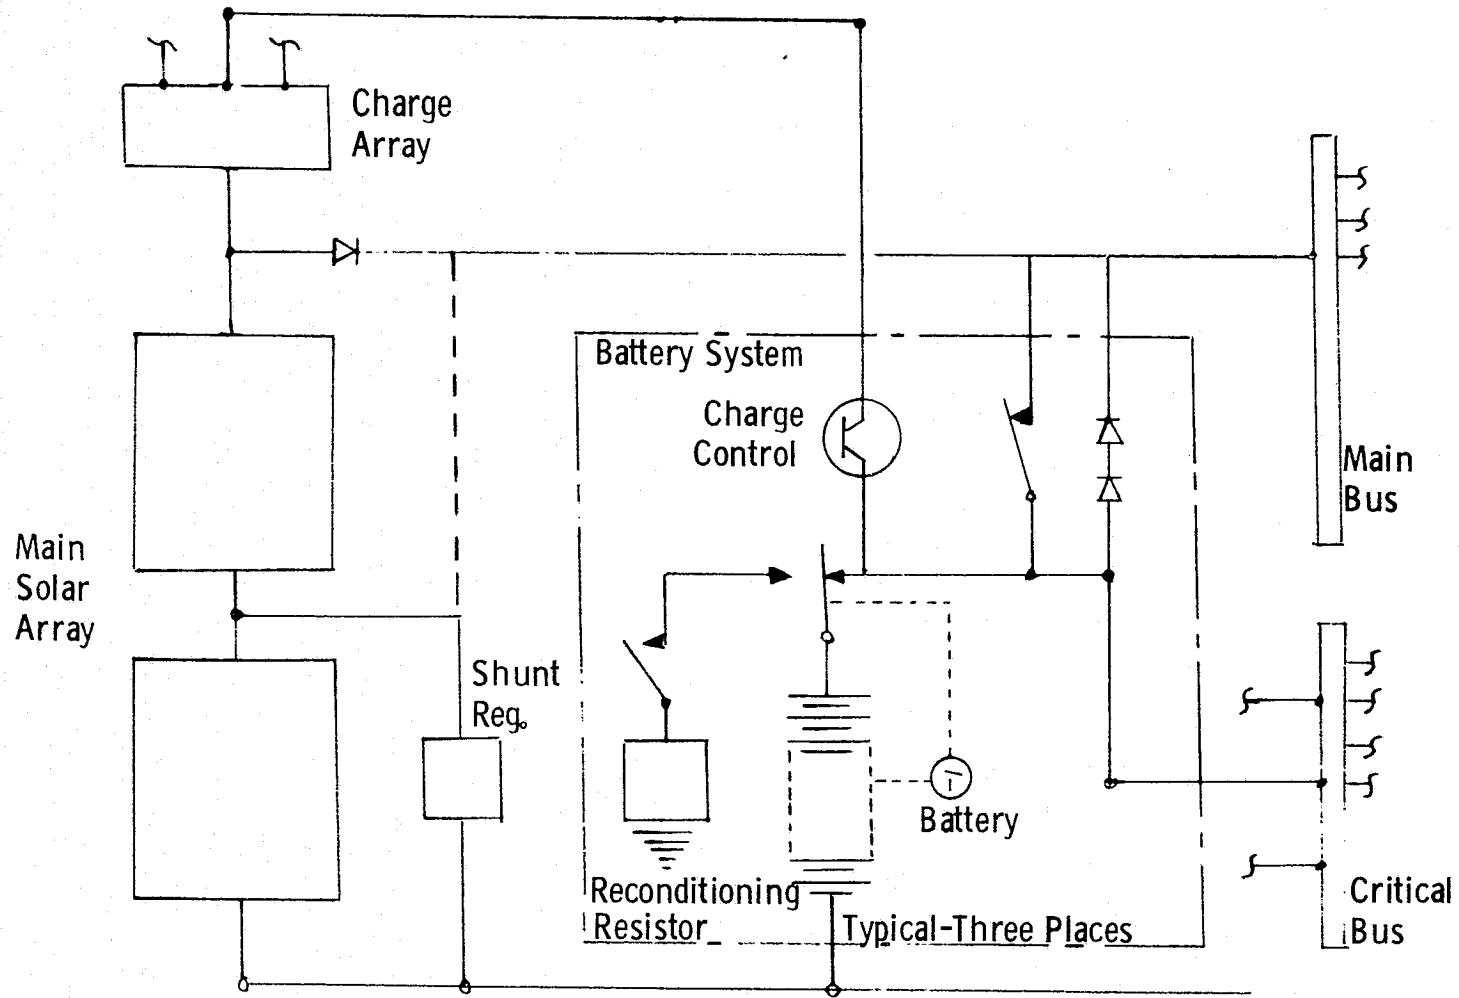 Charge
Array
Battery System
Charge
Control
Main
Bus
Main
Solar
Array
Shunt
Reg.
T
Battery
Reconditioning
Resistor
Typical-Three Places
Critical
Bus